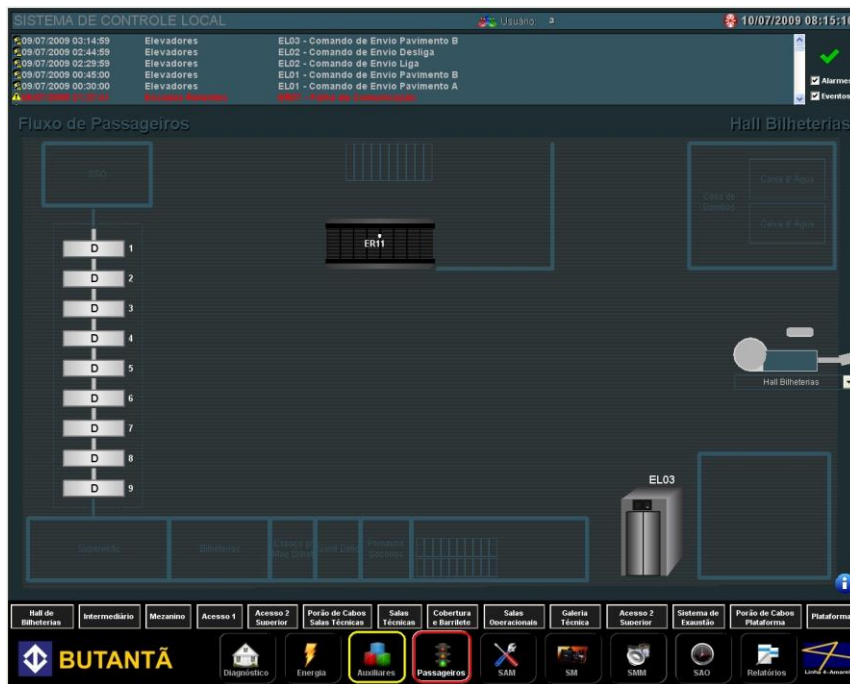 SISTEMA DE CONTROLE LOCAL
Usuário: a
10/07/2009 08:15:10
09/07/2009 03:14:59 Elevadores EL03 - Comando de Envio Pavimento B
09/07/2009 02:44:59 Elevadores EL02 - Comando de Envio Desliga
09/07/2009 02:29:59 Elevadores EL02 - Comando de Envio Liga
09/07/2009 00:45:00 Elevadores EL01 - Comando de Envio Pavimento B
09/07/2009 00:30:00 Elevadores EL01 - Comando de Envio Pavimento A
Alarmes
Eventos
Fluxo de Passageiros
Hall Bilheterias
SSO
Caixa d' Água
Casa de Bombas
Caixa d' Água
ER11
D 1
D 2
D 3
D 4
D 5
D 6
D 7
D 8
D 9
Hall Bilheterias
EL03
Supervisão
Bilheterias
Primeiros Socorros
Hall de Bilheterias
Intermediário
Mezanino
Acesso 1
Acesso 2 Superior
Porão de Cabos Salas Técnicas
Salas Técnicas
Cobertura e Barrilete
Salas Operacionais
Galeria Técnica
Acesso 2 Superior
Sistema de Exaustão
Porão de Cabos Plataforma
Plataforma
BUTANTÃ
Diagnóstico
Energia
Auxiliares
Passageiros
SAM
SM
SMM
SAO
Relatórios
Linha 4-Amarela